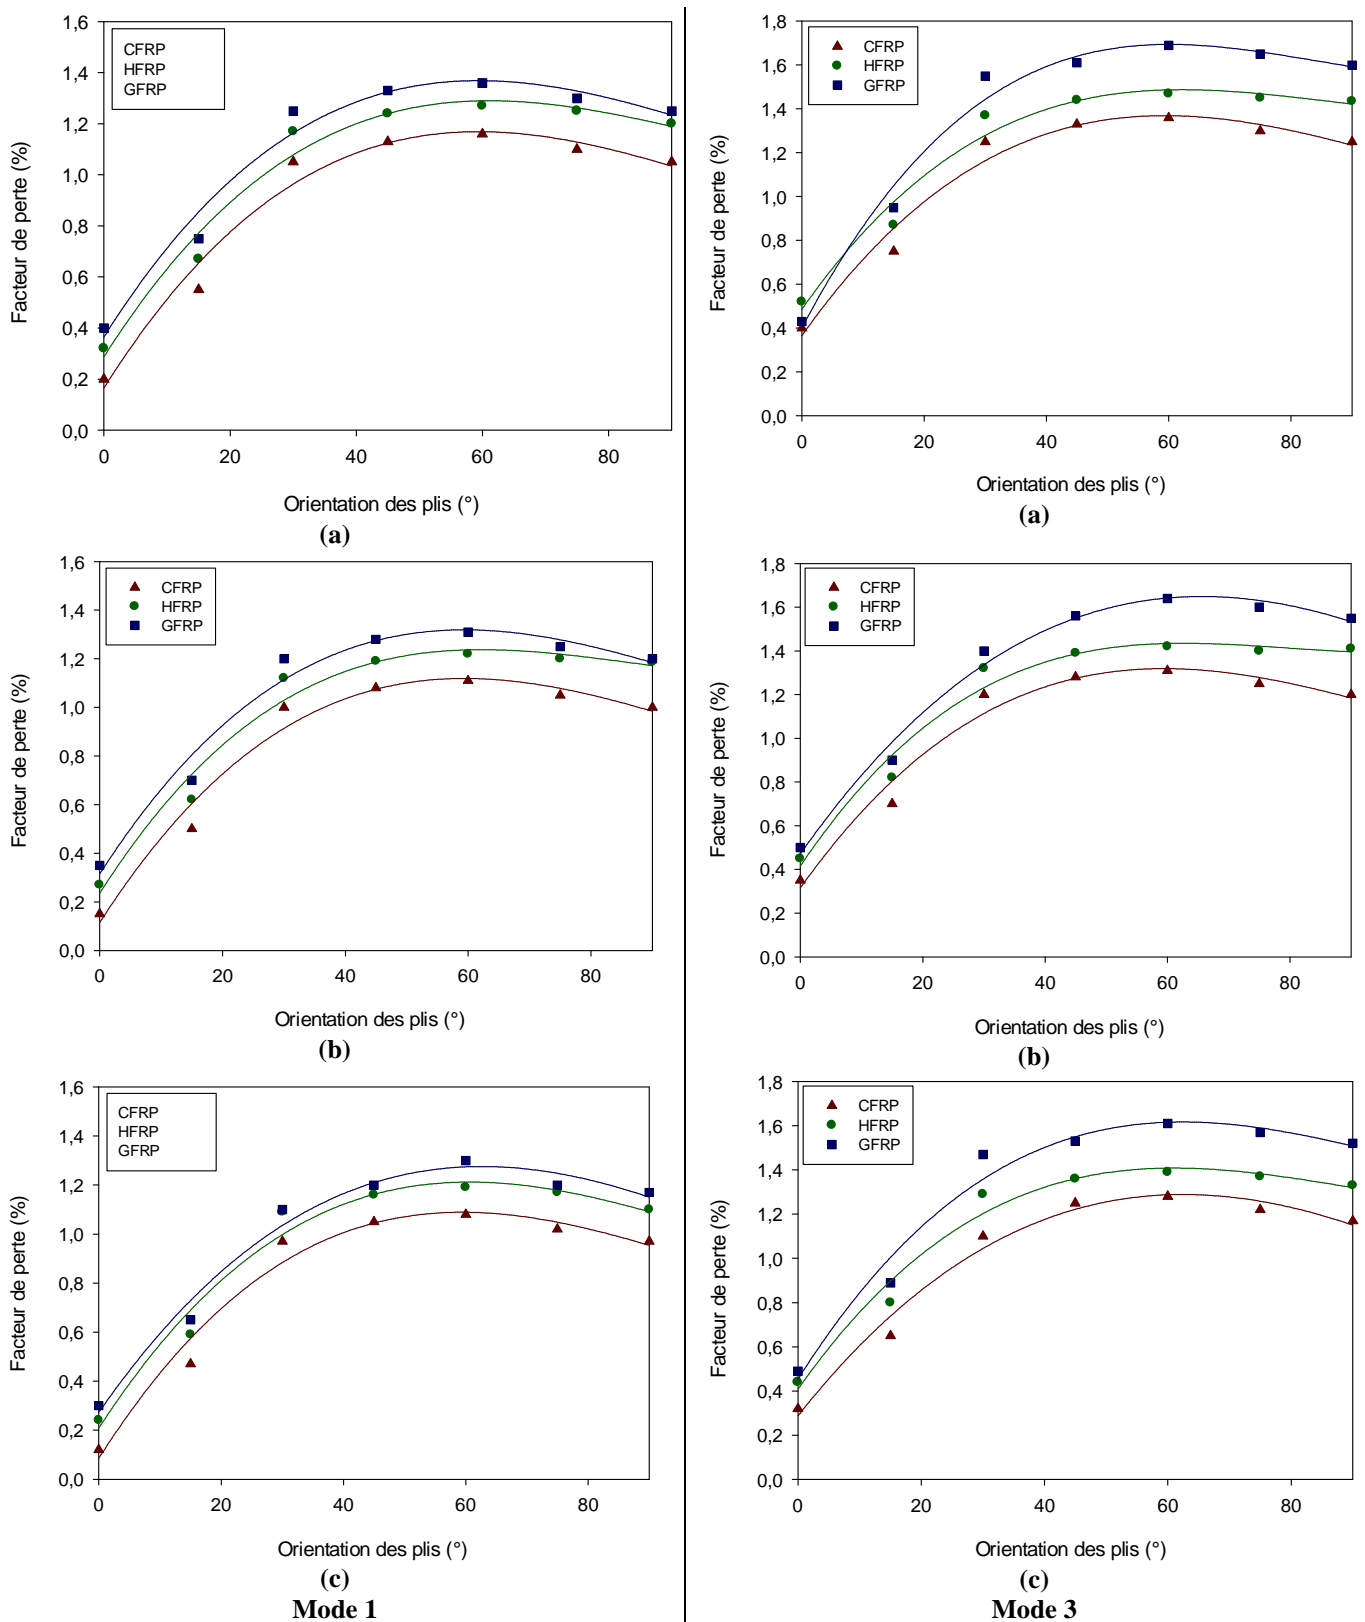 1,6
1,4
1,2
1,0
0,8
0,6
0,4
0,2
0,0
Facteur de perte (%)
CFRP
HFRP
GFRP
0 20 40 60 80
Orientation des plis (°)
(a)
1,6
1,4
1,2
1,0
0,8
0,6
0,4
0,2
0,0
Facteur de perte (%)
CFRP
HFRP
GFRP
0 20 40 60 80
Orientation des plis (°)
(b)
1,6
1,4
1,2
1,0
0,8
0,6
0,4
0,2
0,0
Facteur de perte (%)
CFRP
HFRP
GFRP
0 20 40 60 80
Orientation des plis (°)
(c)
Mode 1
1,8
1,6
1,4
1,2
1,0
0,8
0,6
0,4
0,2
0,0
Facteur de perte (%)
CFRP
HFRP
GFRP
0 20 40 60 80
Orientation des plis (°)
(a)
1,8
1,6
1,4
1,2
1,0
0,8
0,6
0,4
0,2
0,0
Facteur de perte (%)
CFRP
HFRP
GFRP
0 20 40 60 80
Orientation des plis (°)
(b)
1,8
1,6
1,4
1,2
1,0
0,8
0,6
0,4
0,2
0,0
Facteur de perte (%)
CFRP
HFRP
GFRP
0 20 40 60 80
Orientation des plis (°)
(c)
Mode 3